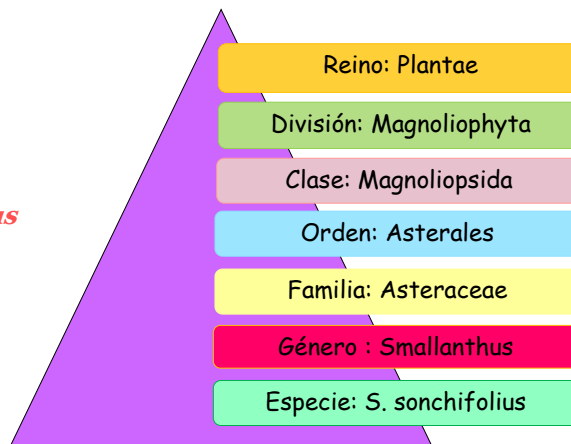 Reino: Plantae
División: Magnoliophyta
Clase: Magnoliopsida
Orden: Asterales
Familia: Asteraceae
Género : Smallanthus
Especie: S. sonchifolius